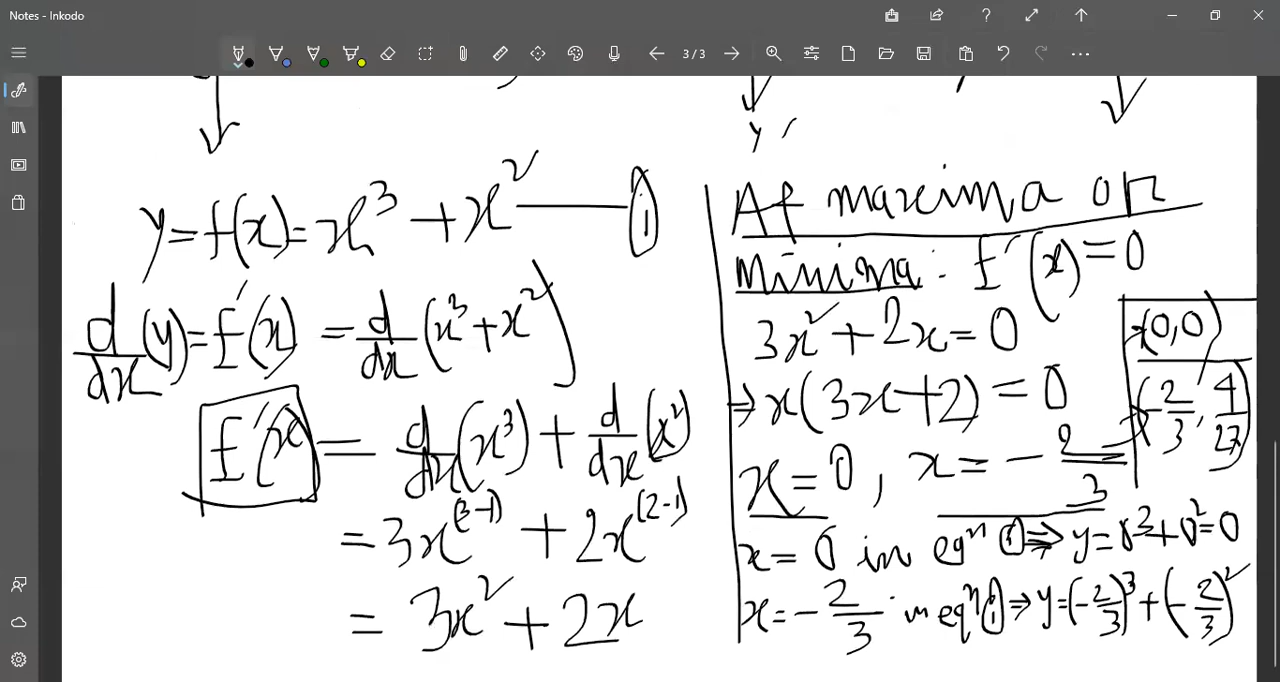 Notes - Inkodo
3/3
y'
y = f(x) = x³ + x² —— ①
d/dx (y) = f'(x) = d/dx (x³ + x²)
f'(x) = d/dx (x³) + d/dx (x²)
= 3x^(3-1) + 2x^(2-1)
= 3x² + 2x
At maxima or
Minima: f'(x) = 0
3x² + 2x = 0
⇒ x(3x+2) = 0
x = 0, x = -2/3
→ (0,0)
→ (-2/3, 4/27)
x = 0 in eqⁿ ① ⇒ y = 0³ + 0² = 0
x = -2/3 in eqⁿ ① ⇒ y = (-2/3)³ + (-2/3)²